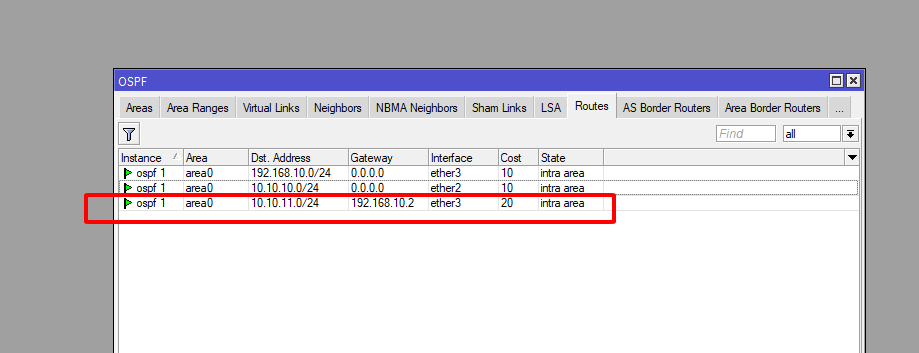 OSPF
Areas Area Ranges Virtual Links Neighbors NBMA Neighbors Sham Links LSA Routes AS Border Routers Area Border Routers ...
Find all
Instance Area Dst. Address Gateway Interface Cost State
ospf 1 area0 192.168.10.0/24 0.0.0.0 ether3 10 intra area
ospf 1 area0 10.10.10.0/24 0.0.0.0 ether2 10 intra area
ospf 1 area0 10.10.11.0/24 192.168.10.2 ether3 20 intra area